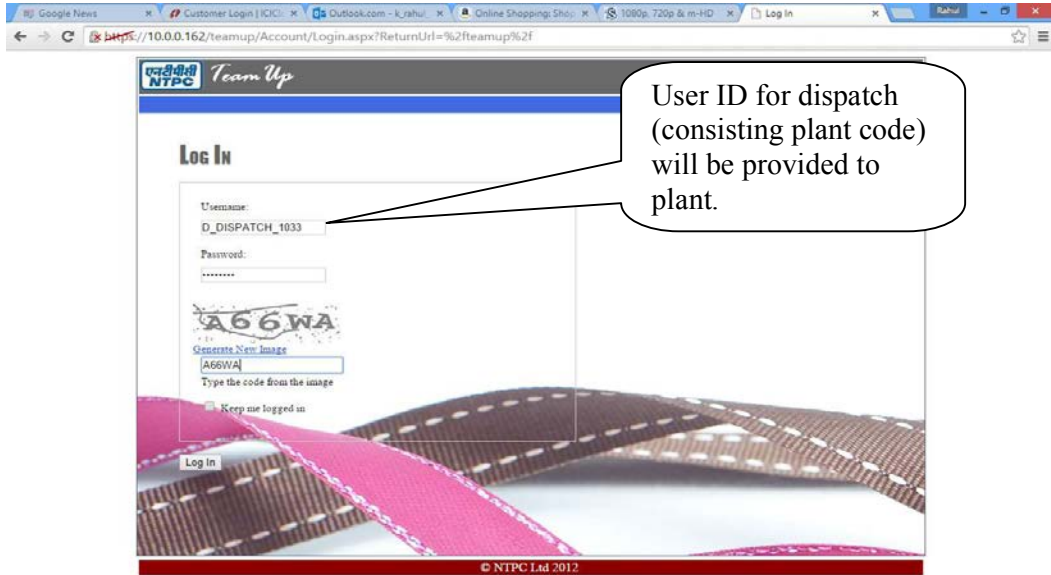 Google News
Customer Login | ICICI
Outlook.com - k_rahul_
Online Shopping: Shop
1080p, 720p & m-HD
Log In
Rahul
https://10.0.0.162/teamup/Account/Login.aspx?ReturnUrl=%2fteamup%2f
एनटीपीसी
NTPC
Team Up
User ID for dispatch
(consisting plant code)
will be provided to
plant.
LOG IN
Username:
D_DISPATCH_1033
Password:
········
A66WA
Generate New Image
A66WA
Type the code from the image
Keep me logged in
Log In
© NTPC Ltd 2012